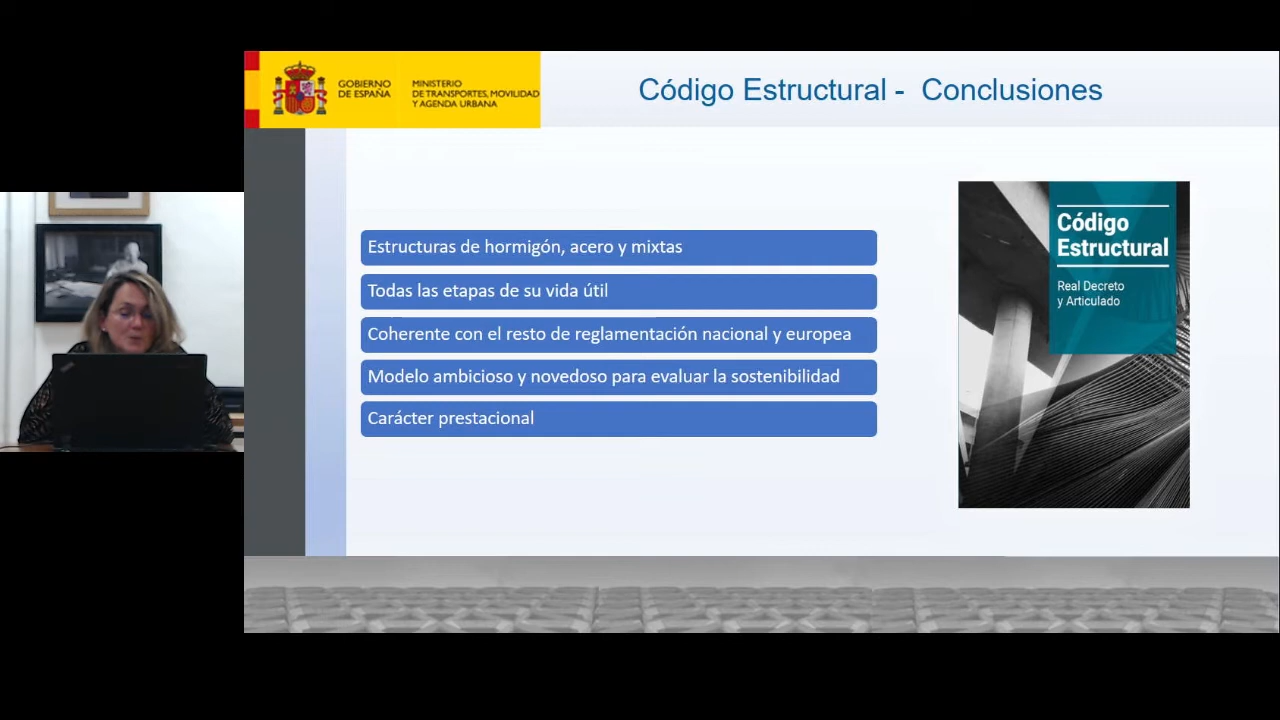 GOBIERNO
DE ESPAÑA
MINISTERIO
DE TRANSPORTES, MOVILIDAD
Y AGENDA URBANA
Código Estructural - Conclusiones
Estructuras de hormigón, acero y mixtas
Todas las etapas de su vida útil
Coherente con el resto de reglamentación nacional y europea
Modelo ambicioso y novedoso para evaluar la sostenibilidad
Carácter prestacional
Código
Estructural
Real Decreto
y Articulado